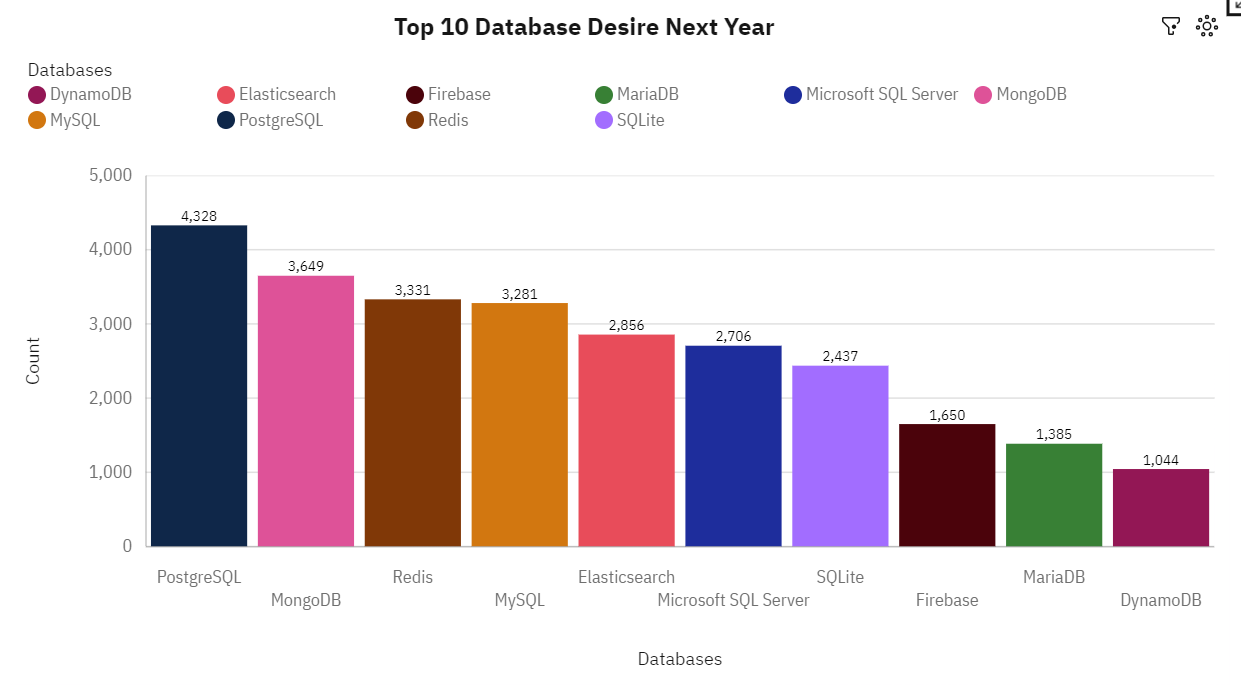 Top 10 Database Desire Next Year
Databases
DynamoDB Elasticsearch Firebase MariaDB Microsoft SQL Server MongoDB
MySQL PostgreSQL Redis SQLite
5,000
4,328
4,000
3,649
3,331
3,281
3,000
2,856
2,706
2,437
2,000
1,650
1,385
1,044
1,000
0
Count
PostgreSQL Redis Elasticsearch SQLite MariaDB
MongoDB MySQL Microsoft SQL Server Firebase DynamoDB
Databases